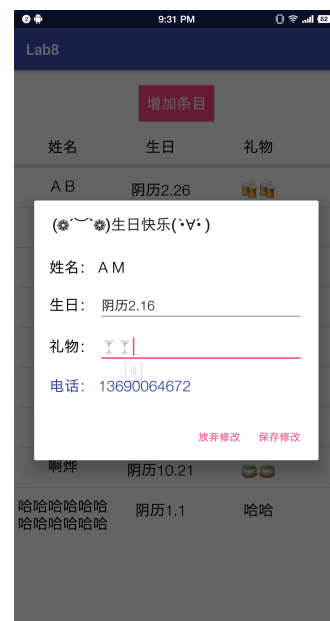 9:31 PM
52
Lab8
增加条目
姓名 生日 礼物
A B 阴历2.26 🍻🍻
(❁´︶`❁)生日快乐(`･∀･́)
姓名： A M
生日： 阴历2.16
礼物： 🍸🍸
电话： 13690064672
放弃修改 保存修改
啊烨 阴历10.21
哈哈哈哈哈哈 阴历1.1 哈哈
哈哈哈哈哈哈